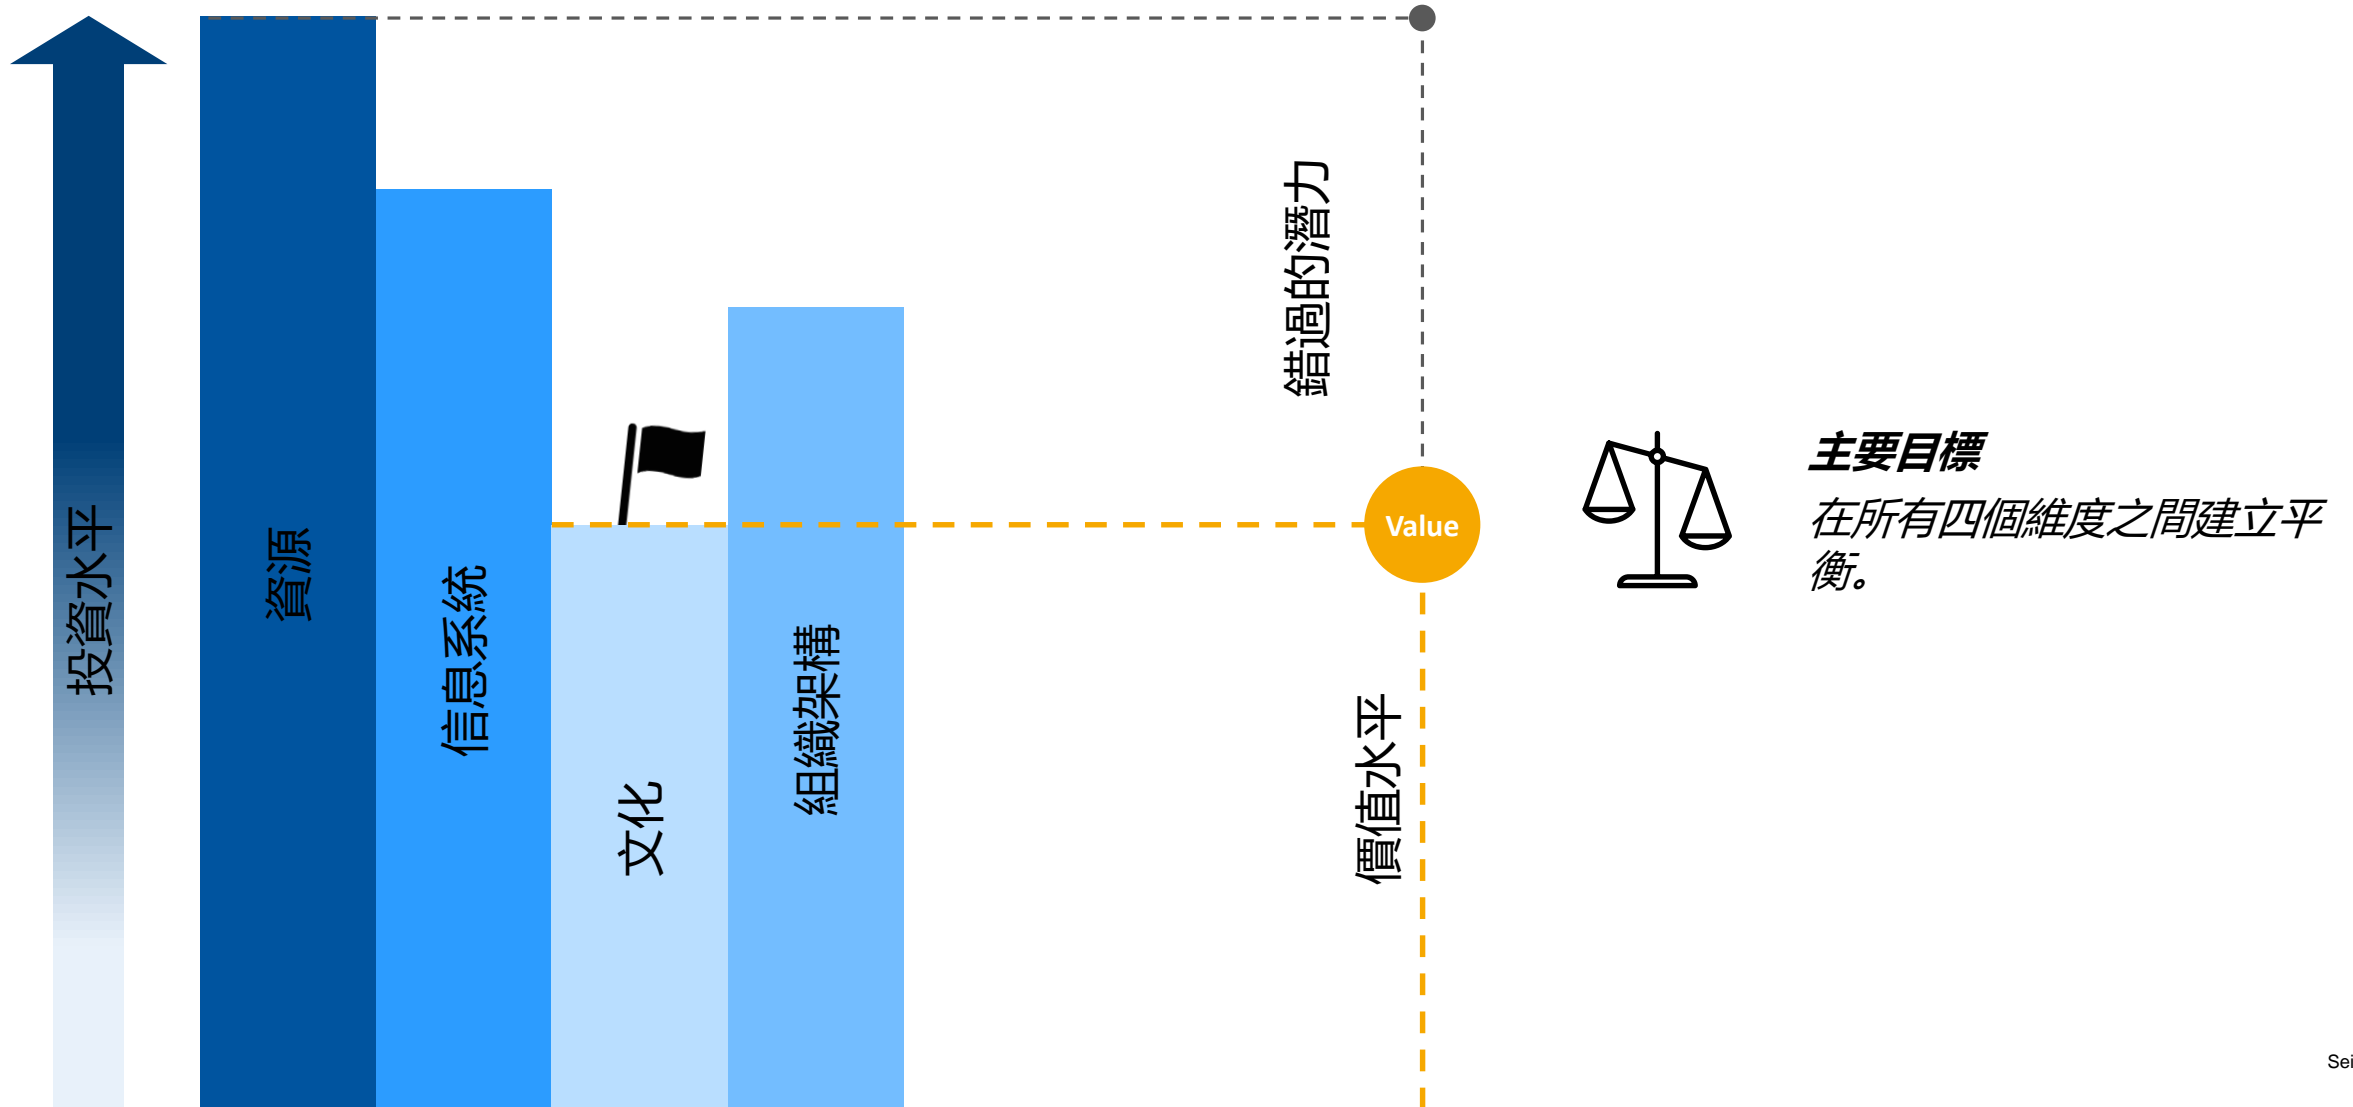 投資水平
資源
信息系統
文化
組織架構
錯過的潛力
Value
價值水平
主要目標
在所有四個維度之間建立平
衡。
Sei